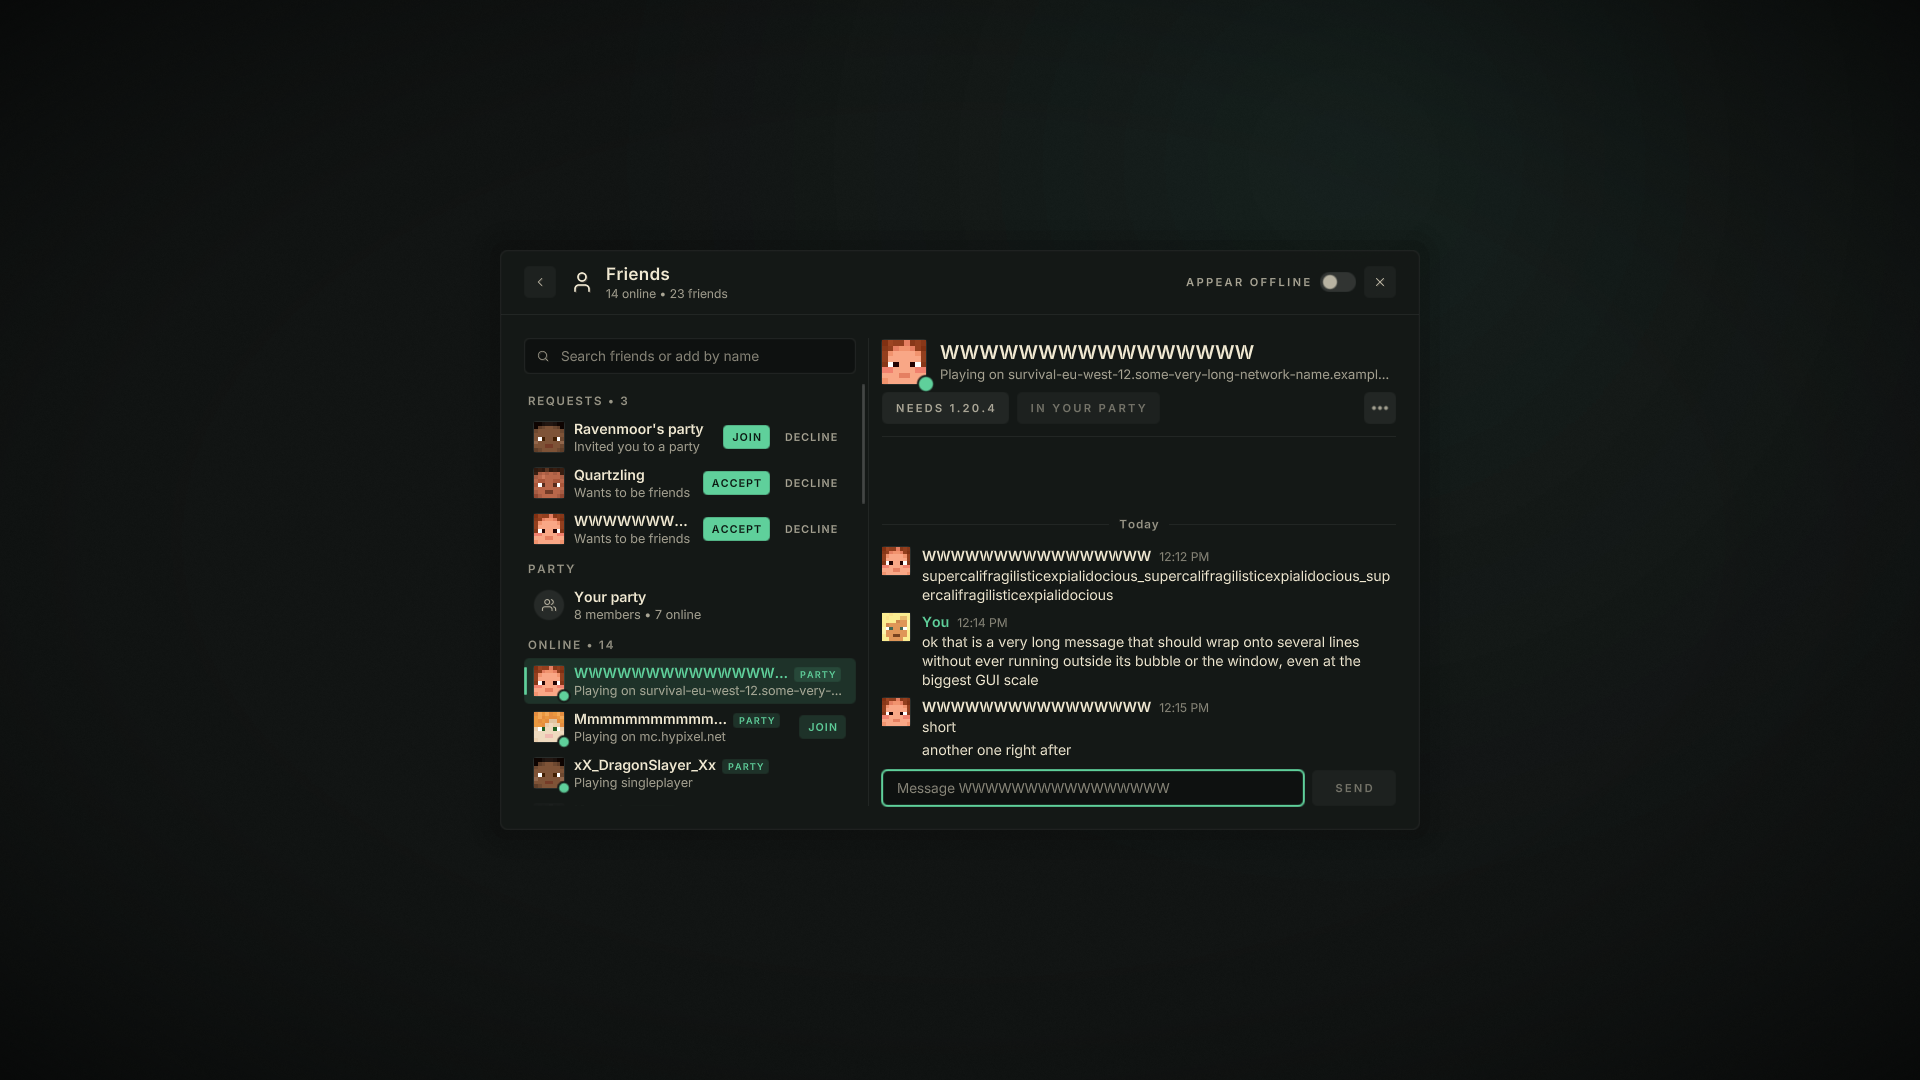 Friends
14 online • 23 friends
APPEAR OFFLINE
Search friends or add by name
REQUESTS • 3
Ravenmoor's party
Invited you to a party
JOIN
DECLINE
Quartzling
Wants to be friends
ACCEPT
DECLINE
WWWWWWW...
Wants to be friends
ACCEPT
DECLINE
PARTY
Your party
8 members • 7 online
ONLINE • 14
WWWWWWWWWWWWWW... PARTY
Playing on survival-eu-west-12.some-very-...
Mmmmmmmmmmm... PARTY
Playing on mc.hypixel.net
JOIN
xX_DragonSlayer_Xx PARTY
Playing singleplayer
WWWWWWWWWWWWWWWW
Playing on survival-eu-west-12.some-very-long-network-name.exampl...
NEEDS 1.20.4
IN YOUR PARTY
Today
WWWWWWWWWWWWWWWW 12:12 PM
supercalifragilisticexpialidocious_supercalifragilisticexpialidocious_sup
ercalifragilisticexpialidocious
You 12:14 PM
ok that is a very long message that should wrap onto several lines
without ever running outside its bubble or the window, even at the
biggest GUI scale
WWWWWWWWWWWWWWWW 12:15 PM
short
another one right after
Message WWWWWWWWWWWWWWWW
SEND